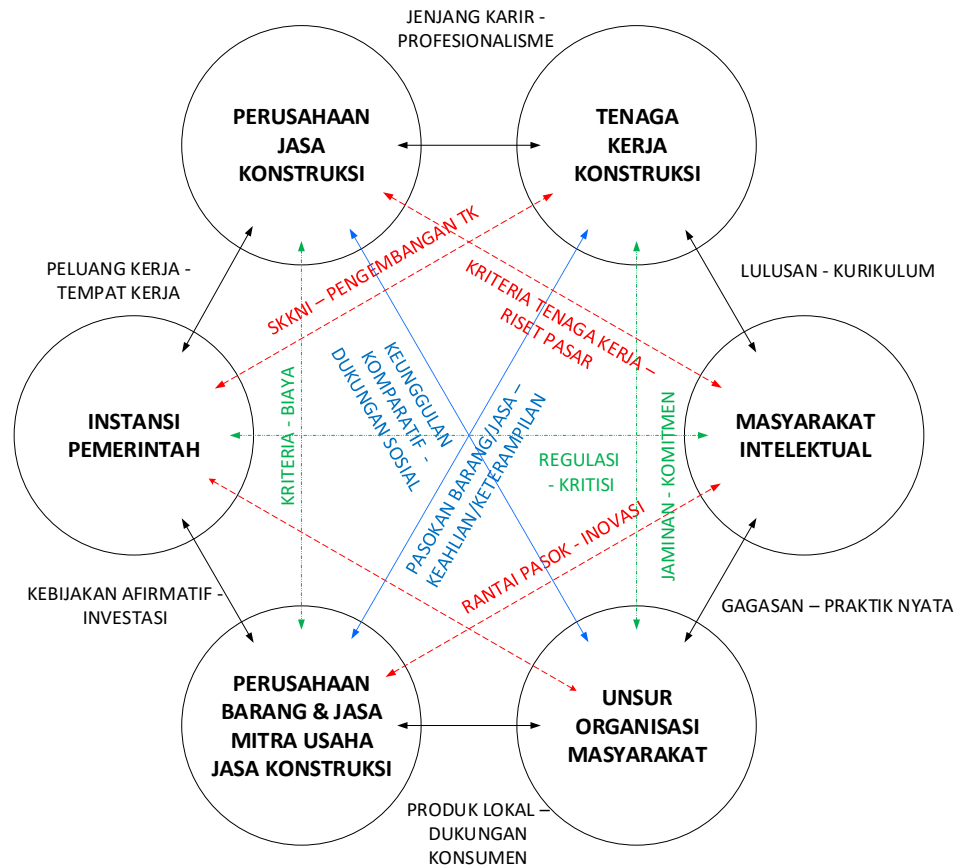 JENJANG KARIR -
PROFESIONALISME
PERUSAHAAN
JASA
KONSTRUKSI
TENAGA
KERJA
KONSTRUKSI
PELUANG KERJA -
TEMPAT KERJA
SKKNI – PENGEMBANGAN TK
KRITERIA TENAGA KERJA –
RISET PASAR
LULUSAN - KURIKULUM
INSTANSI
PEMERINTAH
KRITERIA - BIAYA
KEUNGGULAN
KOMPARATIF -
DUKUNGAN SOSIAL
PASOKAN BARANG/JASA –
KEAHLIAN/KETERAMPILAN
REGULASI
- KRITISI
JAMINAN - KOMITMEN
MASYARAKAT
INTELEKTUAL
RANTAI PASOK - INOVASI
KEBIJAKAN AFIRMATIF -
INVESTASI
GAGASAN – PRAKTIK NYATA
PERUSAHAAN
BARANG & JASA
MITRA USAHA
JASA KONSTRUKSI
UNSUR
ORGANISASI
MASYARAKAT
PRODUK LOKAL –
DUKUNGAN
KONSUMEN